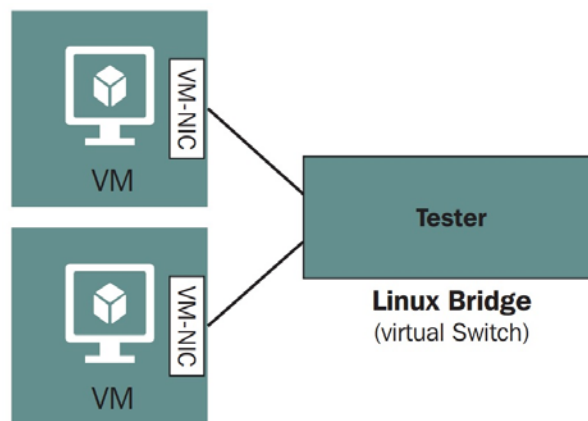 VM-NIC
VM
Tester
VM-NIC
VM
Linux Bridge
(virtual Switch)